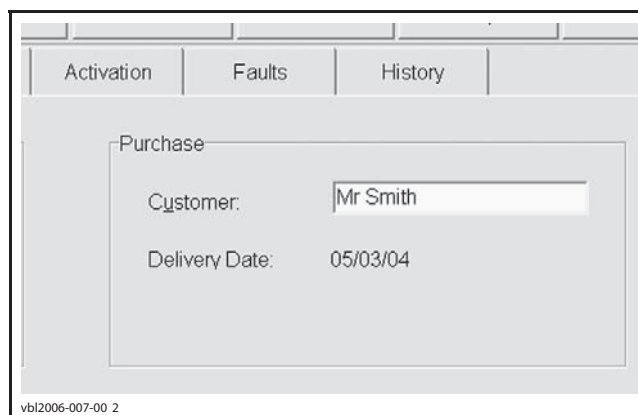 Activation Faults History
Purchase
Customer: Mr Smith
Delivery Date: 05/03/04
vbl2006-007-00 2